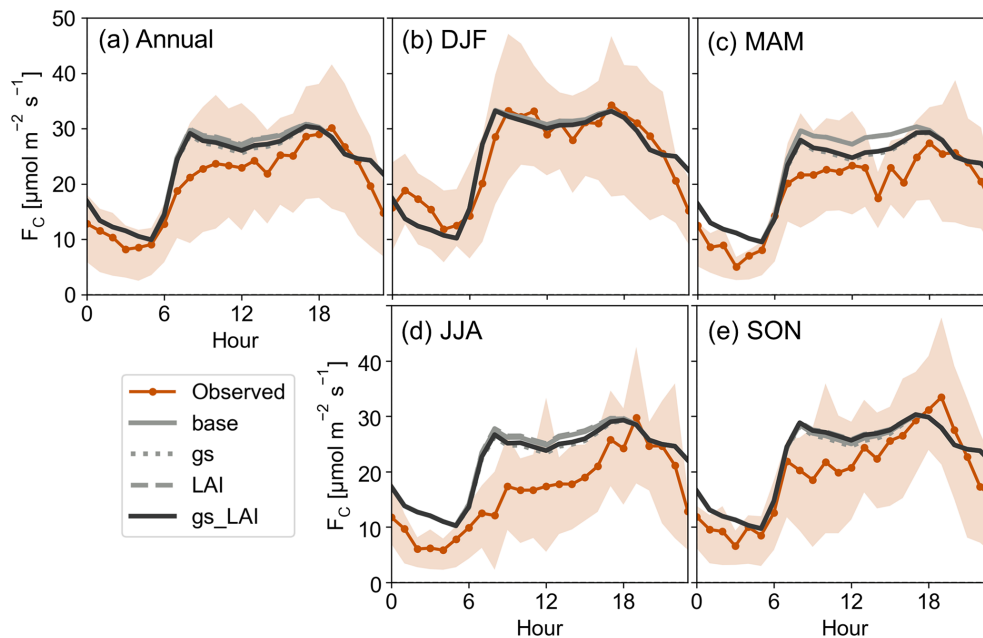 (a) Annual
(b) DJF
(c) MAM
F_C [µmol m⁻² s⁻¹]
50
40
30
20
10
0
0 6 12 18
Hour
(d) JJA
(e) SON
F_C [µmol m⁻² s⁻¹]
40
30
20
10
0
0 6 12 18
Hour
0 6 12 18
Hour
Observed
base
gs
LAI
gs_LAI